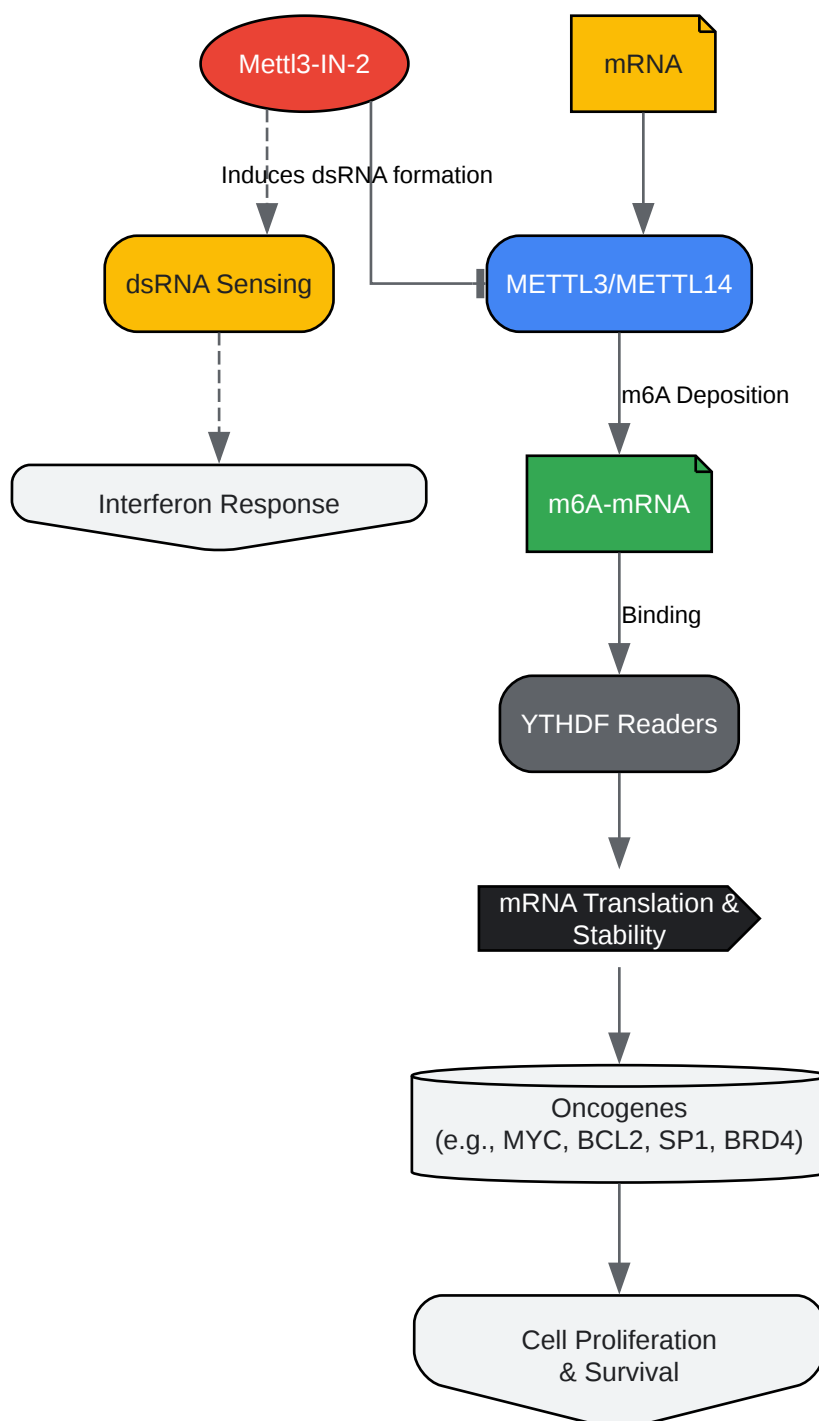 Mettl3-IN-2
mRNA
Induces dsRNA formation
dsRNA Sensing
METTL3/METTL14
m6A Deposition
Interferon Response
m6A-mRNA
Binding
YTHDF Readers
mRNA Translation &
Stability
Oncogenes
(e.g., MYC, BCL2, SP1, BRD4)
Cell Proliferation
& Survival